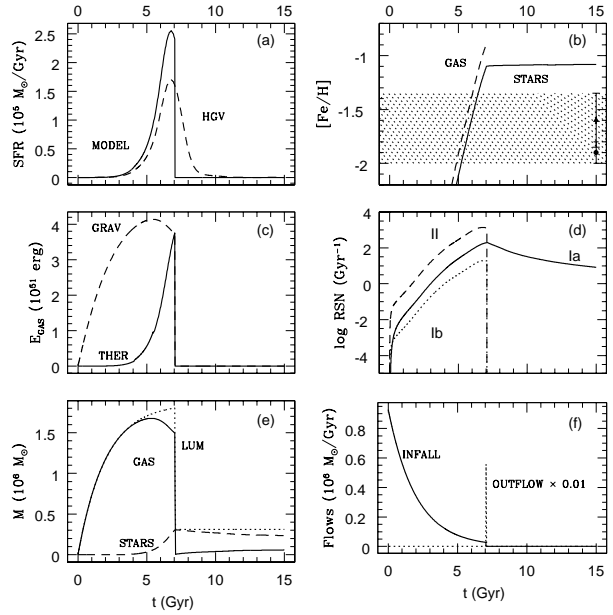 0 5 10 15
0 5 10 15
2.5
2
1.5
1
0.5
0
SFR (10⁵ M☉/Gyr)
(a)
HGV
MODEL
-1
-1.5
-2
[Fe/H]
(b)
GAS
STARS
4
3
2
1
0
E_GAS (10⁵¹ erg)
(c)
GRAV
THER
4
2
0
-2
-4
log RSN (Gyr⁻¹)
(d)
II
Ia
Ib
1.5
1
0.5
0
M (10⁶ M☉)
(e)
LUM
GAS
STARS
0.8
0.6
0.4
0.2
0
Flows (10⁶ M☉/Gyr)
(f)
INFALL
OUTFLOW × 0.01
0 5 10 15
t (Gyr)
0 5 10 15
t (Gyr)